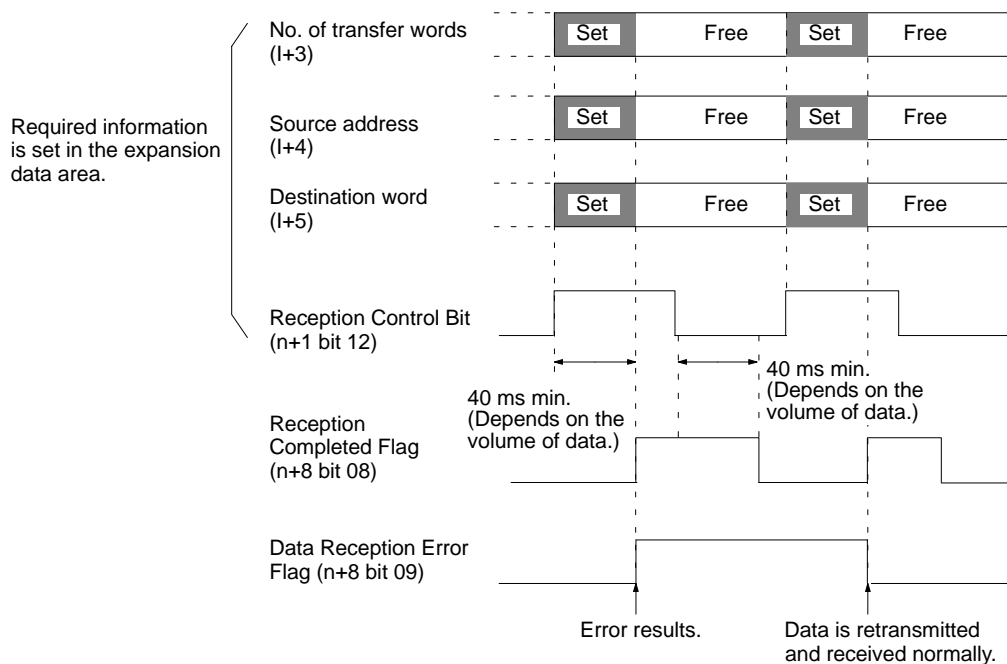 No. of transfer words
(I+3)
Set
Free
Set
Free
Source address
(I+4)
Set
Free
Set
Free
Required information
is set in the expansion
data area.
Destination word
(I+5)
Set
Free
Set
Free
Reception Control Bit
(n+1 bit 12)
40 ms min.
(Depends on the
volume of data.)
40 ms min.
(Depends on the
volume of data.)
Reception
Completed Flag
(n+8 bit 08)
Data Reception Error
Flag (n+8 bit 09)
Error results.
Data is retransmitted
and received normally.